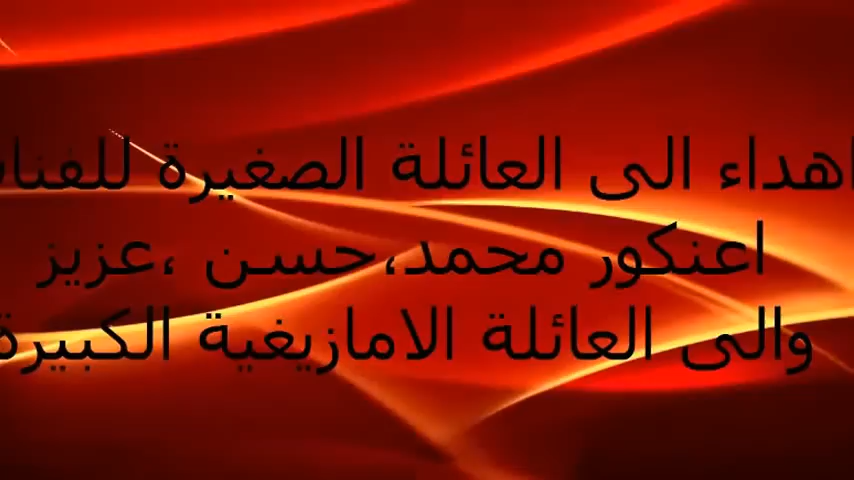 اهداء الى العائلة الصغيرة
اعنكور محمد،حسن ،عزيز
والى العائلة الامازيغية الكبيرة